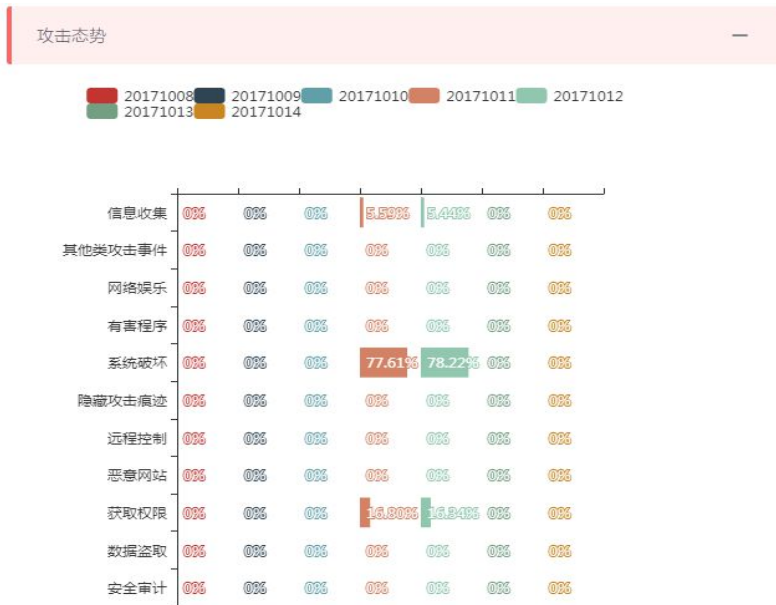 攻击态势
20171008 20171009 20171010 20171011 20171012
20171013 20171014
信息收集 0% 0% 0% 5.59% 5.44% 0% 0%
其他类攻击事件 0% 0% 0% 0% 0% 0% 0%
网络娱乐 0% 0% 0% 0% 0% 0% 0%
有害程序 0% 0% 0% 0% 0% 0% 0%
系统破坏 0% 0% 0% 77.61% 78.22% 0% 0%
隐藏攻击痕迹 0% 0% 0% 0% 0% 0% 0%
远程控制 0% 0% 0% 0% 0% 0% 0%
恶意网站 0% 0% 0% 0% 0% 0% 0%
获取权限 0% 0% 0% 16.80% 16.34% 0% 0%
数据盗取 0% 0% 0% 0% 0% 0% 0%
安全审计 0% 0% 0% 0% 0% 0% 0%